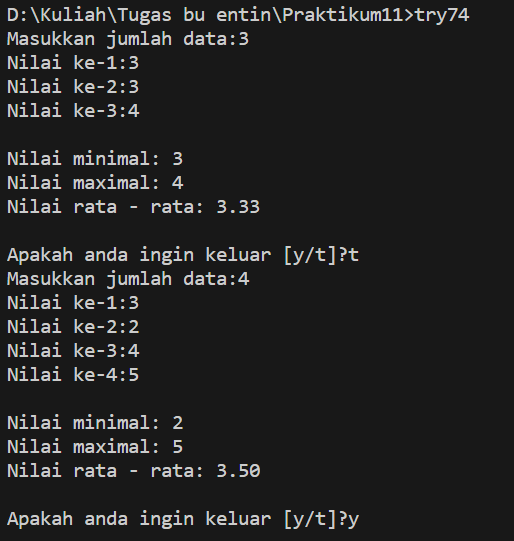 D:\Kuliah\Tugas bu entin\Praktikum11>try74
Masukkan jumlah data:3
Nilai ke-1:3
Nilai ke-2:3
Nilai ke-3:4
Nilai minimal: 3
Nilai maximal: 4
Nilai rata - rata: 3.33
Apakah anda ingin keluar [y/t]?t
Masukkan jumlah data:4
Nilai ke-1:3
Nilai ke-2:2
Nilai ke-3:4
Nilai ke-4:5
Nilai minimal: 2
Nilai maximal: 5
Nilai rata - rata: 3.50
Apakah anda ingin keluar [y/t]?y